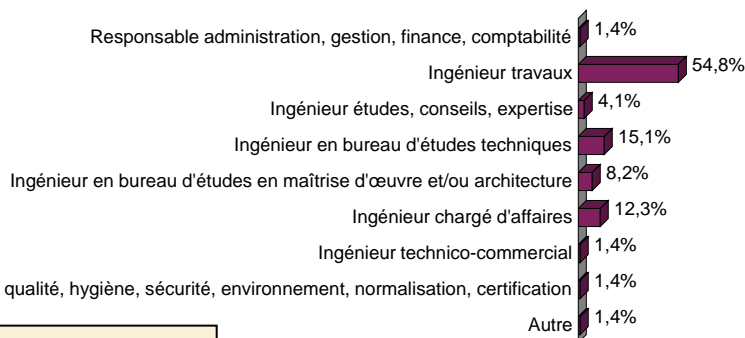 Responsable administration, gestion, finance, comptabilité 1,4%
Ingénieur travaux 54,8%
Ingénieur études, conseils, expertise 4,1%
Ingénieur en bureau d'études techniques 15,1%
Ingénieur en bureau d'études en maîtrise d'œuvre et/ou architecture 8,2%
Ingénieur chargé d'affaires 12,3%
Ingénieur technico-commercial 1,4%
qualité, hygiène, sécurité, environnement, normalisation, certification 1,4%
Autre 1,4%